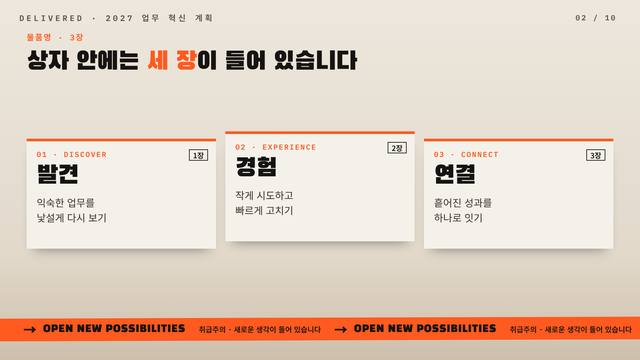 DELIVERED · 2027 업무 혁신 계획
02 / 10
물품명 · 3장
상자 안에는 세 장이 들어 있습니다
01 · DISCOVER
1장
발견
익숙한 업무를
낯설게 다시 보기
02 · EXPERIENCE
2장
경험
작게 시도하고
빠르게 고치기
03 · CONNECT
3장
연결
흩어진 성과를
하나로 잇기
→ OPEN NEW POSSIBILITIES 취급주의 · 새로운 생각이 들어 있습니다 → OPEN NEW POSSIBILITIES 취급주의 · 새로운 생각이 들어 있습니다